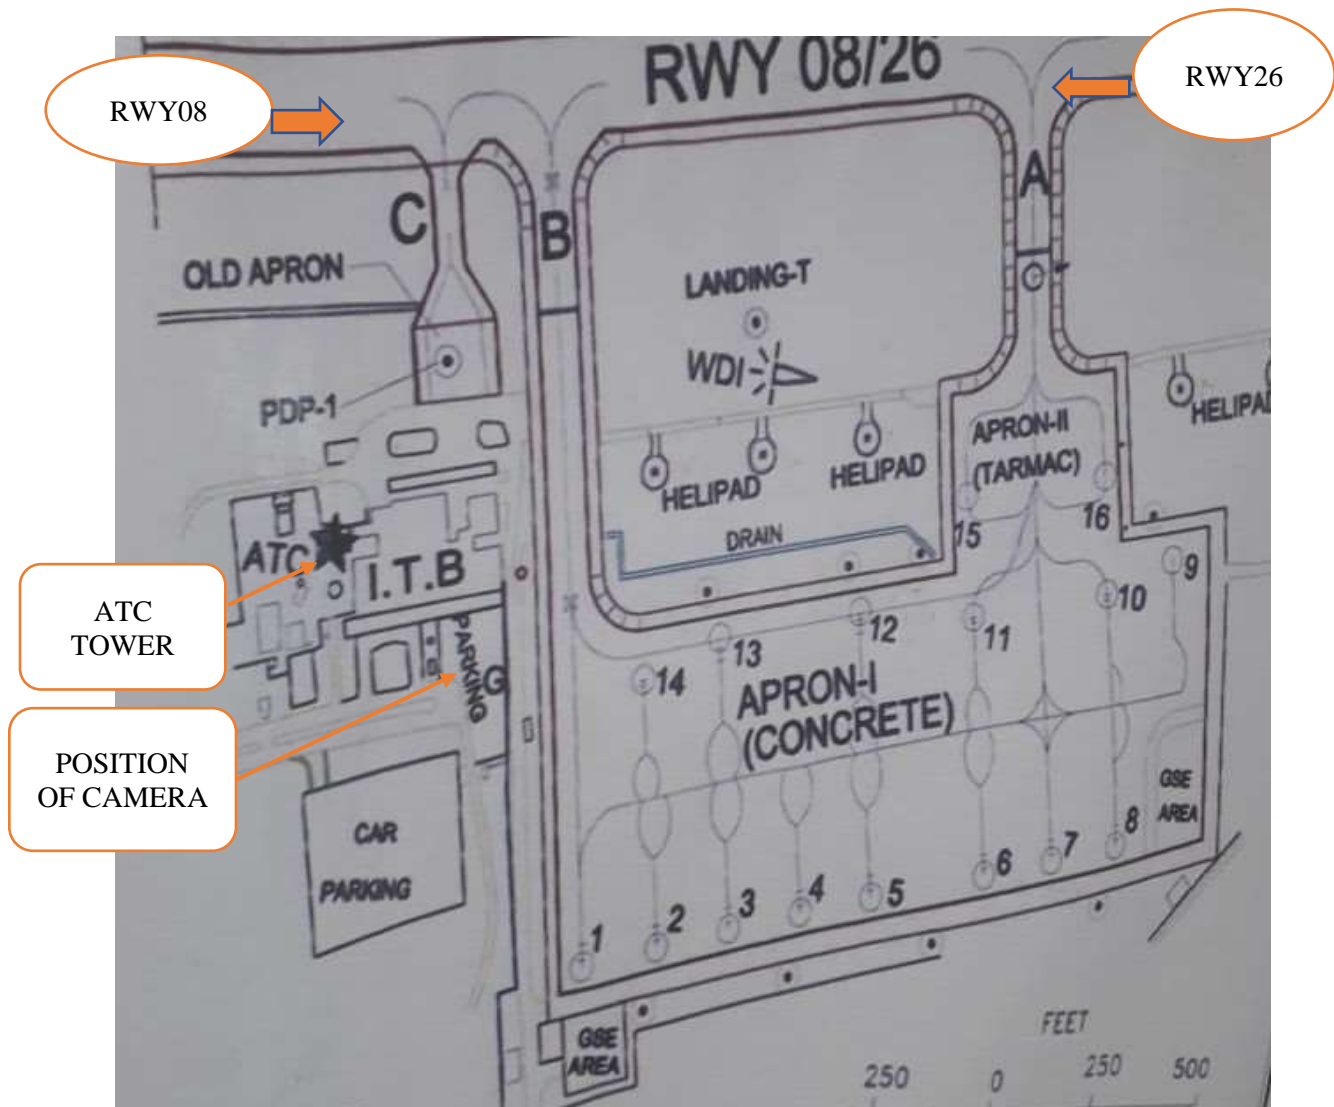 RWY 08/26
RWY08
RWY26
C
B
A
OLD APRON
LANDING-T
WDI
PDP-1
HELIPAD
HELIPAD
HELIPA
APRON-II
(TARMAC)
15
16
DRAIN
ATC
I.T.B
ATC
TOWER
PARKING
G
POSITION
OF CAMERA
9
10
11
12
13
14
APRON-I
(CONCRETE)
GSE
AREA
CAR
PARKING
1
2
3
4
5
6
7
8
GSE
AREA
FEET
250
0
250
500